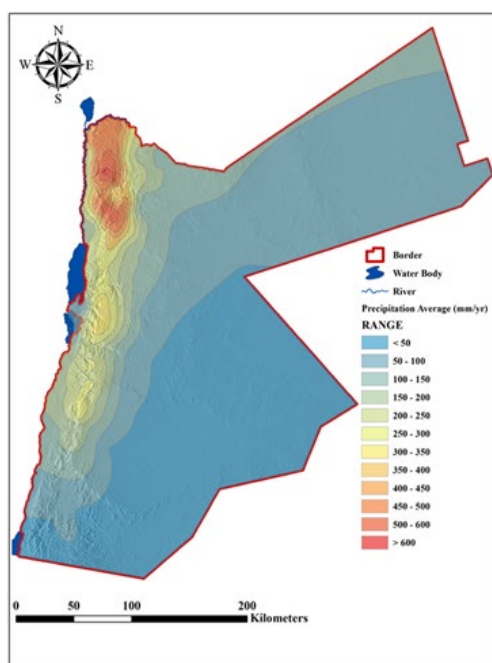 N
W E
S
Border
Water Body
River
Precipitation Average (mm/yr)
RANGE
< 50
50 - 100
100 - 150
150 - 200
200 - 250
250 - 300
300 - 350
350 - 400
400 - 450
450 - 500
500 - 600
> 600
0 50 100 200
Kilometers